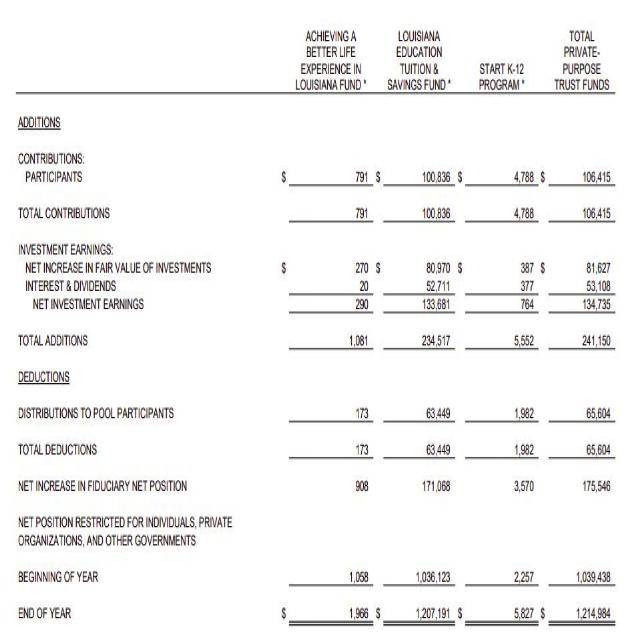 ACHIEVING A LOUISIANA TOTAL
BETTER LIFE EDUCATION PRIVATE-
EXPERIENCE IN TUITION & START K-12 PURPOSE
LOUISIANA FUND * SAVINGS FUND * PROGRAM * TRUST FUNDS
ADDITIONS
CONTRIBUTIONS:
PARTICIPANTS $ 791 $ 100,836 $ 4,788 $ 106,415
TOTAL CONTRIBUTIONS 791 100,836 4,788 106,415
INVESTMENT EARNINGS:
NET INCREASE IN FAIR VALUE OF INVESTMENTS $ 270 $ 80,970 $ 387 $ 81,627
INTEREST & DIVIDENDS 20 52,711 377 53,108
NET INVESTMENT EARNINGS 290 133,681 764 134,735
TOTAL ADDITIONS 1,081 234,517 5,552 241,150
DEDUCTIONS
DISTRIBUTIONS TO POOL PARTICIPANTS 173 63,449 1,982 65,604
TOTAL DEDUCTIONS 173 63,449 1,982 65,604
NET INCREASE IN FIDUCIARY NET POSITION 908 171,068 3,570 175,546
NET POSITION RESTRICTED FOR INDIVIDUALS, PRIVATE
ORGANIZATIONS, AND OTHER GOVERNMENTS
BEGINNING OF YEAR 1,058 1,036,123 2,257 1,039,438
END OF YEAR $ 1,966 $ 1,207,191 $ 5,827 $ 1,214,984